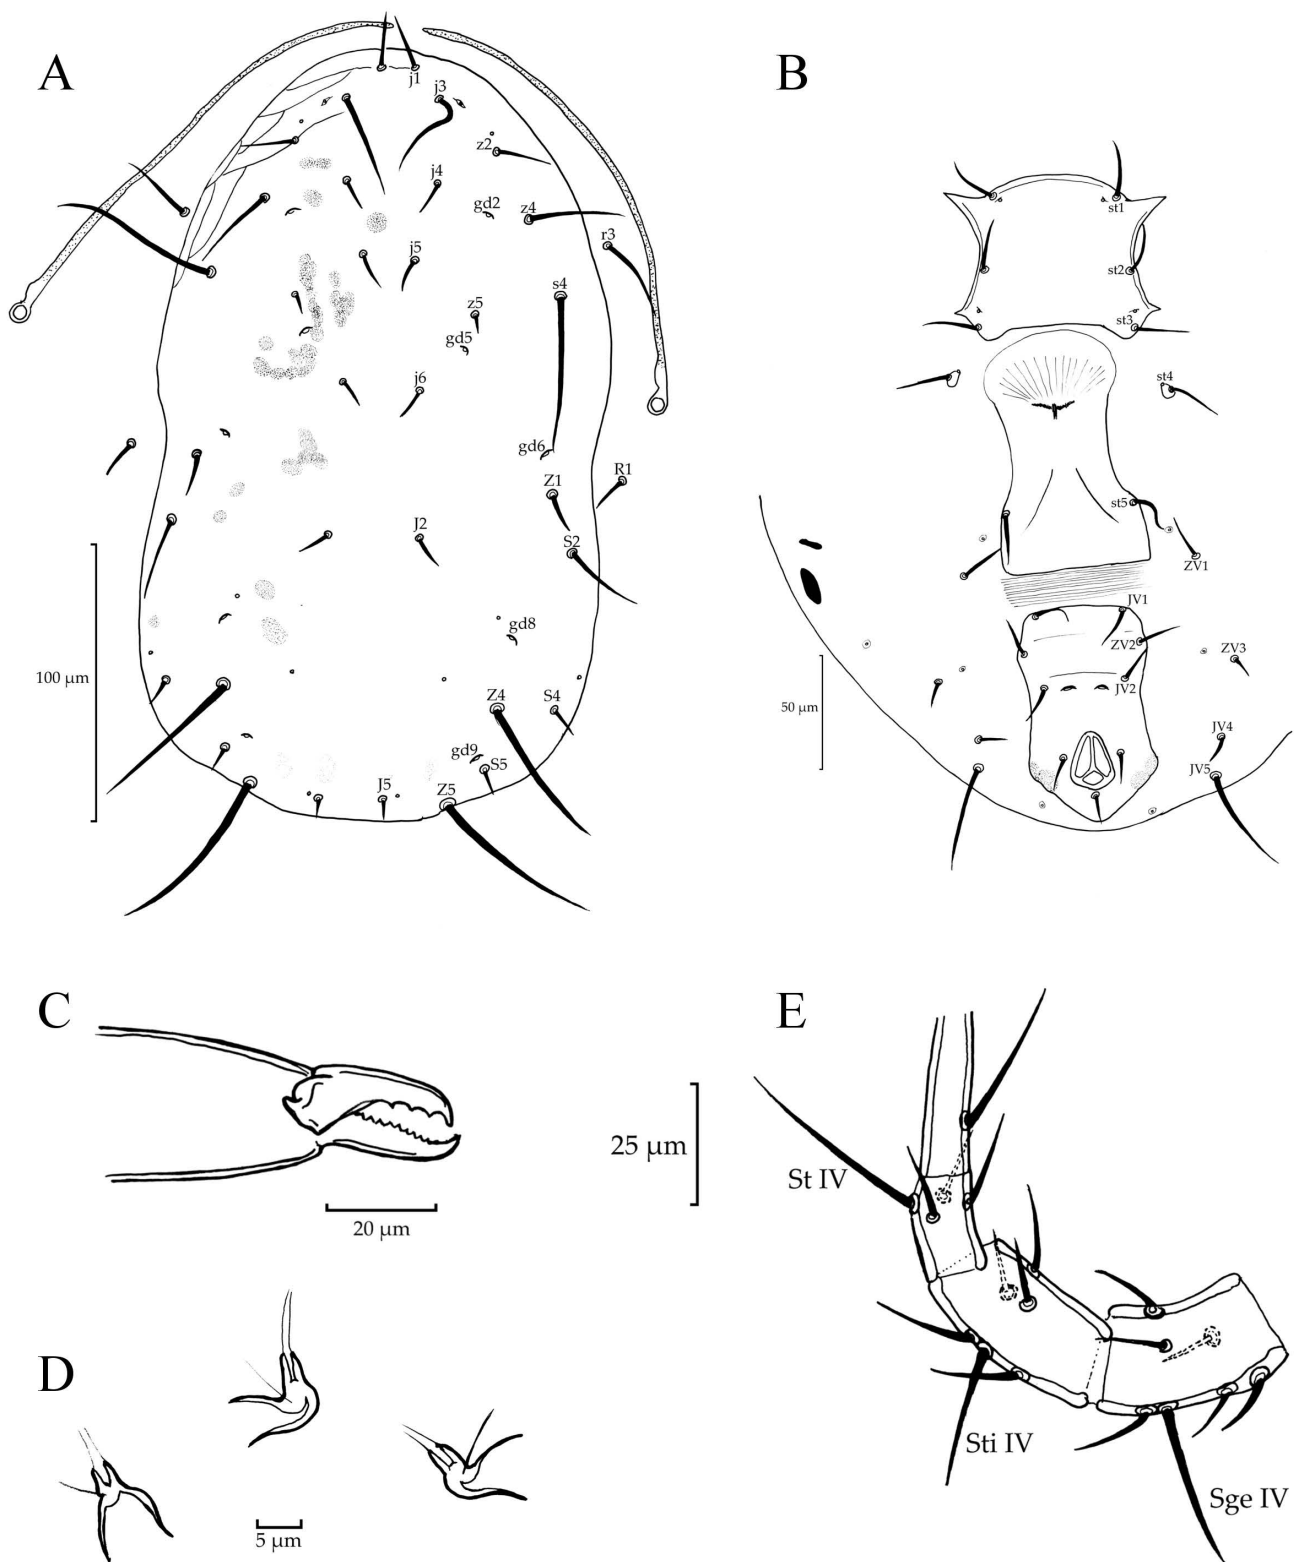 A
j1
j3
z2
j4
gd2
z4
r3
j5
s4
z5
gd5
j6
gd6
R1
Z1
J2
S2
gd8
100 µm
Z4
S4
gd9
S5
J5
Z5
B
st1
st2
st3
st4
st5
ZV1
JV1
ZV2
ZV3
JV2
50 µm
JV4
JV5
C
20 µm
D
5 µm
E
25 µm
St IV
Sti IV
Sge IV